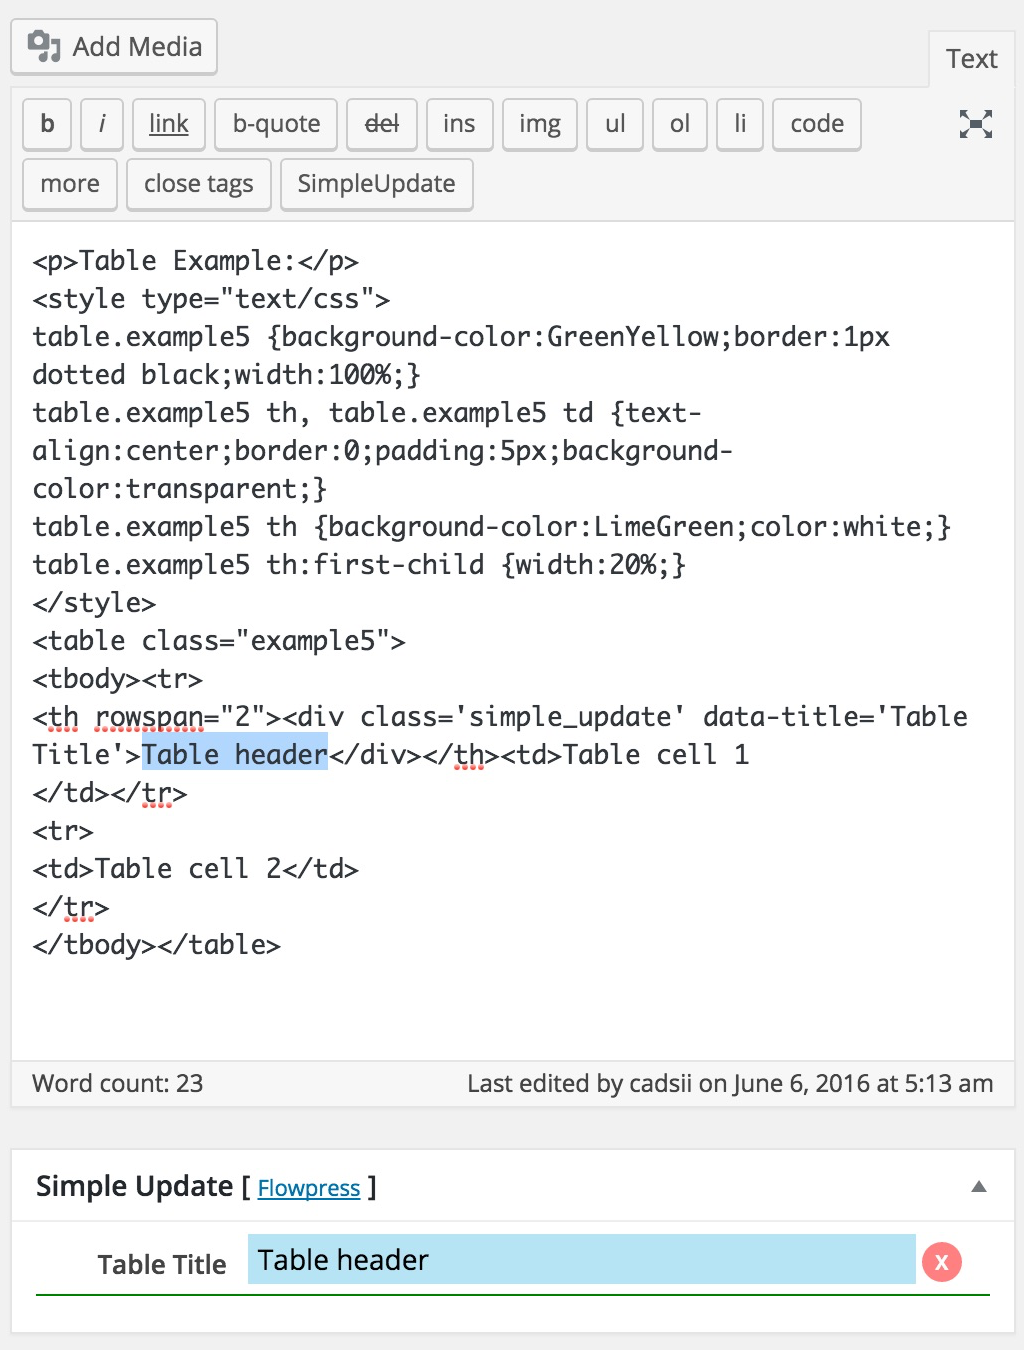 Add Media
Text
b i link b-quote del ins img ul ol li code
more close tags SimpleUpdate
<p>Table Example:</p>
<style type="text/css">
table.example5 {background-color:GreenYellow;border:1px
dotted black;width:100%;}
table.example5 th, table.example5 td {text-
align:center;border:0;padding:5px;background-
color:transparent;}
table.example5 th {background-color:LimeGreen;color:white;}
table.example5 th:first-child {width:20%;}
</style>
<table class="example5">
<tbody><tr>
<th rowspan="2"><div class='simple_update' data-title='Table
Title'>Table header</div></th><td>Table cell 1
</td></tr>
<tr>
<td>Table cell 2</td>
</tr>
</tbody></table>
Word count: 23 Last edited by cadsii on June 6, 2016 at 5:13 am
Simple Update [ Flowpress ]
Table Title Table header X